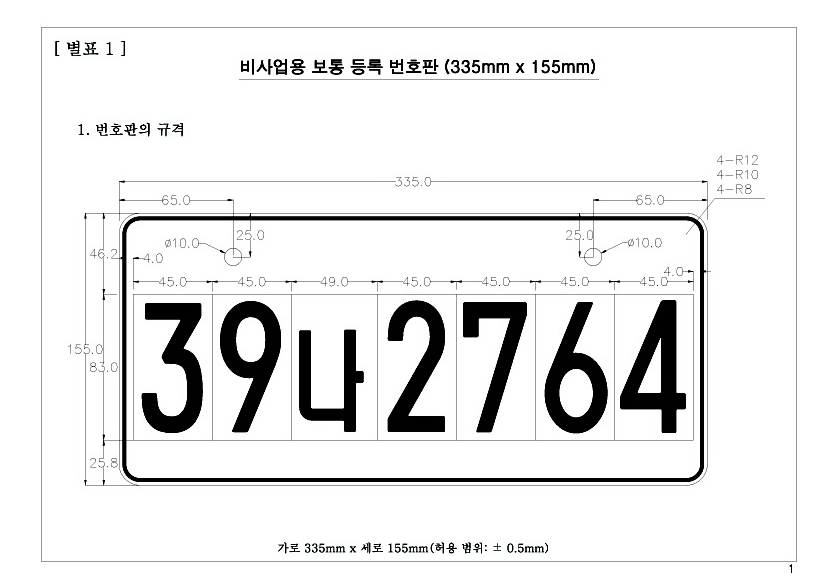 [ 별표 1 ]
비사업용 보통 등록 번호판 (335mm x 155mm)
1. 번호판의 규격
4-R12
4-R10
4-R8
335.0
65.0
65.0
25.0
25.0
ø10.0
ø10.0
46.2
4.0
4.0
45.0 45.0 49.0 45.0 45.0 45.0 45.0
39나2764
155.0
83.0
25.8
가로 335mm x 세로 155mm(허용 범위: ± 0.5mm)
1